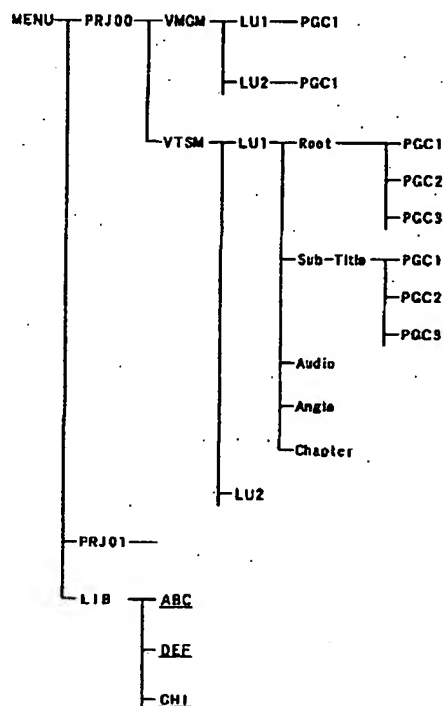 MENU PRJ00 VMGM LU1 PGC1
LU2 PGC1
VTSM LU1 Root PGC1
PGC2
PGC3
Sub-Title PGC1
PGC2
PGC3
Audio
Angle
Chapter
LU2
PRJ01
LIB ABC
DEF
GHI